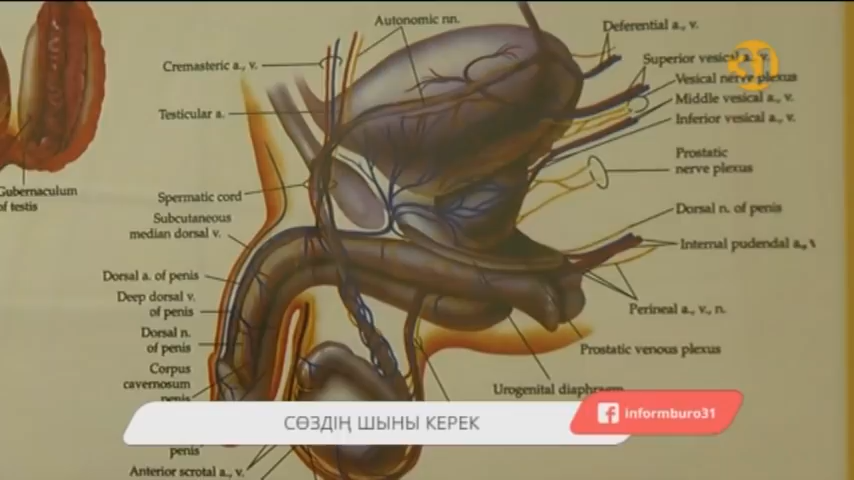 Autonomic nn.
Deferential a., v.
Cremasteric a., v.
Superior vesical a., v.
31
Vesical nerve plexus
Middle vesical a., v.
Testicular a.
Inferior vesical a., v.
Prostatic
nerve plexus
Gubernaculum
of testis
Spermatic cord
Subcutaneous
median dorsal v.
Dorsal n. of penis
Internal pudendal a., v
Dorsal a. of penis
Deep dorsal v.
of penis
Perineal a., v., n.
Dorsal n.
of penis
Prostatic venous plexus
Corpus
cavernosum
penis
Urogenital diaphragm
СӨЗДІҢ ШЫНЫ КЕРЕК
informburo31
penis
Anterior scrotal a., v.